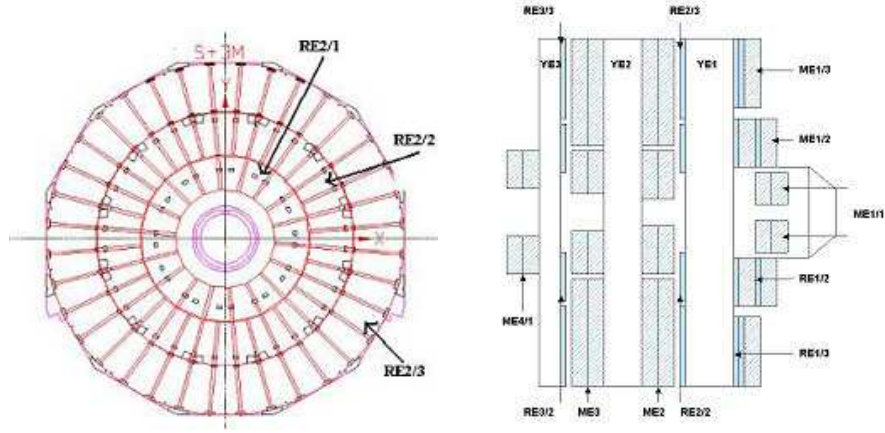 S+3M
Y
X
RE2/1
RE2/2
RE2/3
RE3/3
RE2/3
YE3
YE2
YE1
ME1/3
ME1/2
ME1/1
RE1/2
RE1/3
ME4/1
RE3/2
ME3
ME2
RE2/2